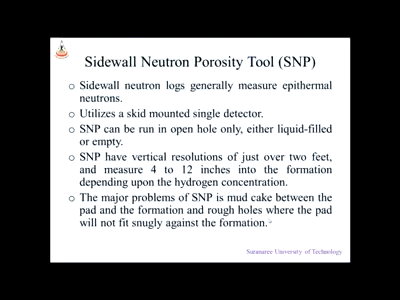 Sidewall Neutron Porosity Tool (SNP)
o Sidewall neutron logs generally measure epithermal
neutrons.
o Utilizes a skid mounted single detector.
o SNP can be run in open hole only, either liquid-filled
or empty.
o SNP have vertical resolutions of just over two feet,
and measure 4 to 12 inches into the formation
depending upon the hydrogen concentration.
o The major problems of SNP is mud cake between the
pad and the formation and rough holes where the pad
will not fit snugly against the formation.
Suranaree University of Technology